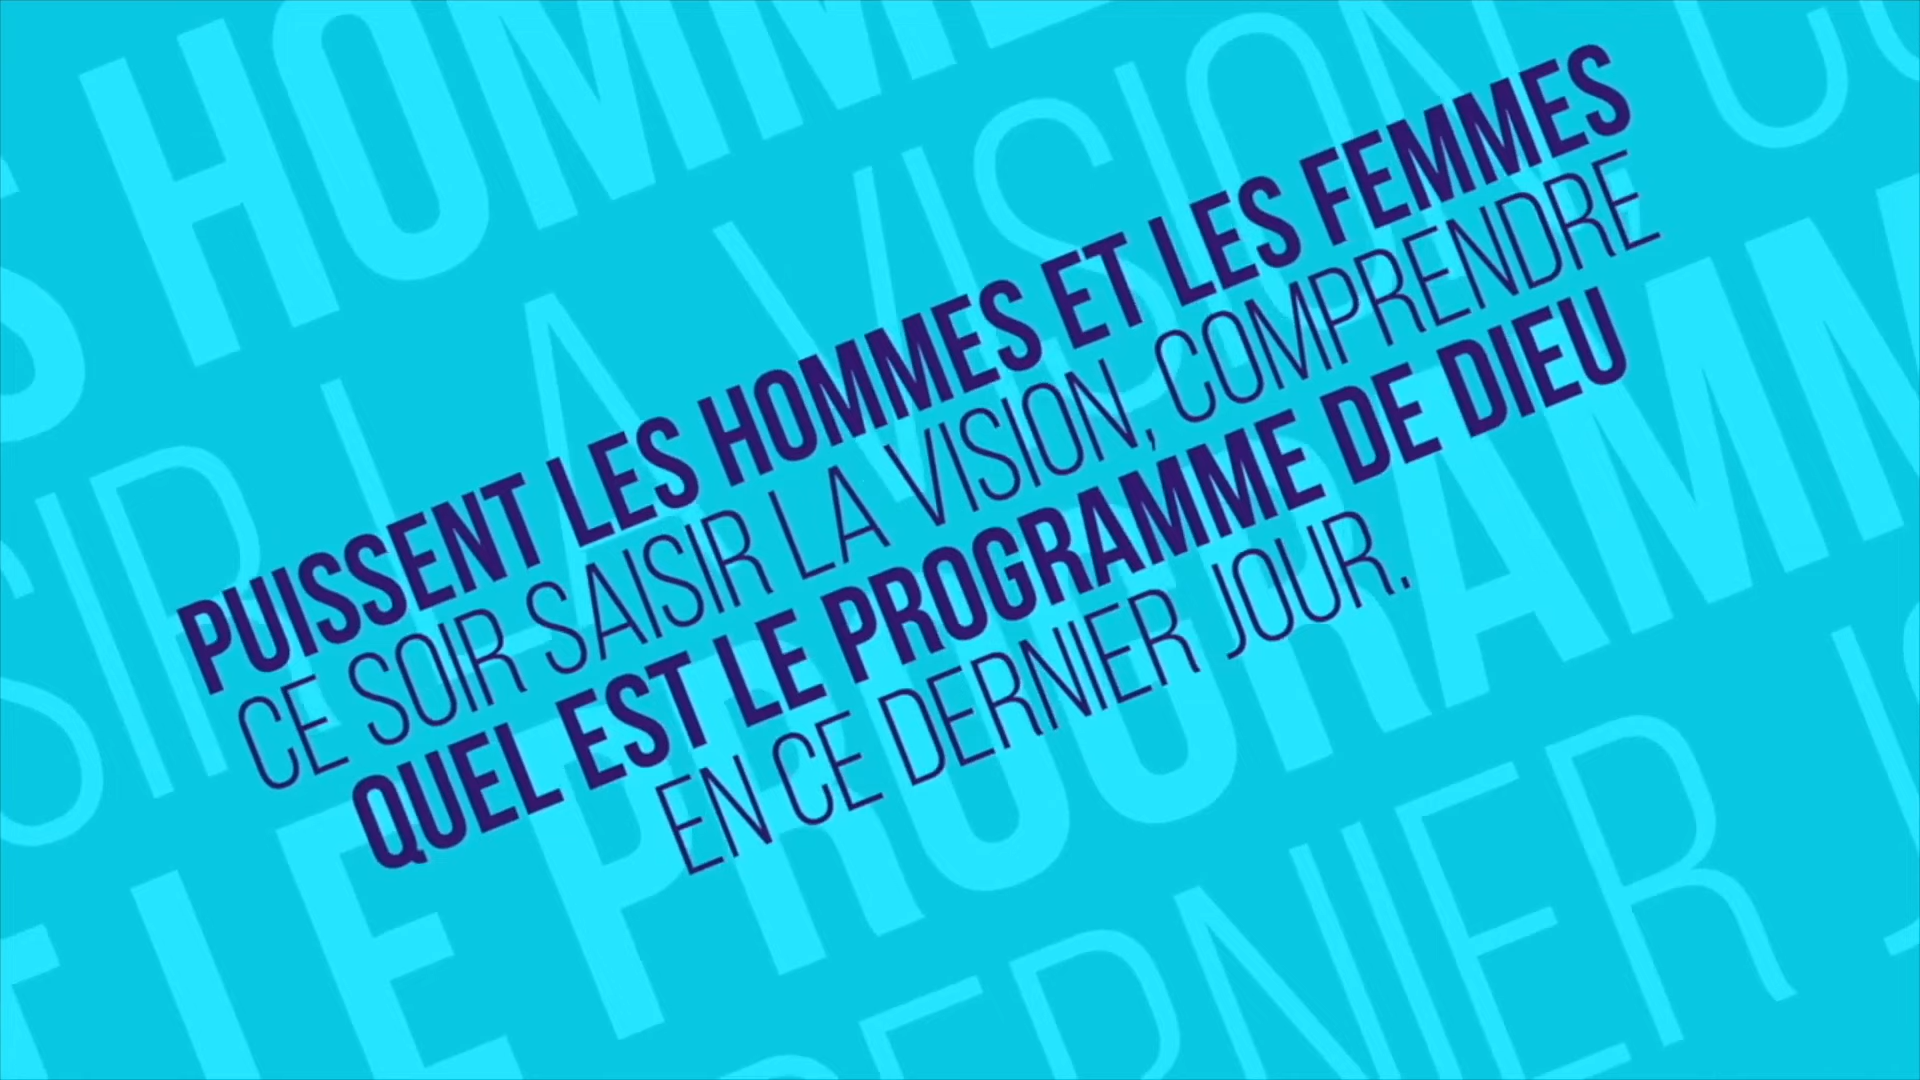 PUISSENT LES HOMMES ET LES FEMMES
CE SOIR SAISIR LA VISION, COMPRENDRE
QUEL EST LE PROGRAMME DE DIEU
EN CE DERNIER JOUR.